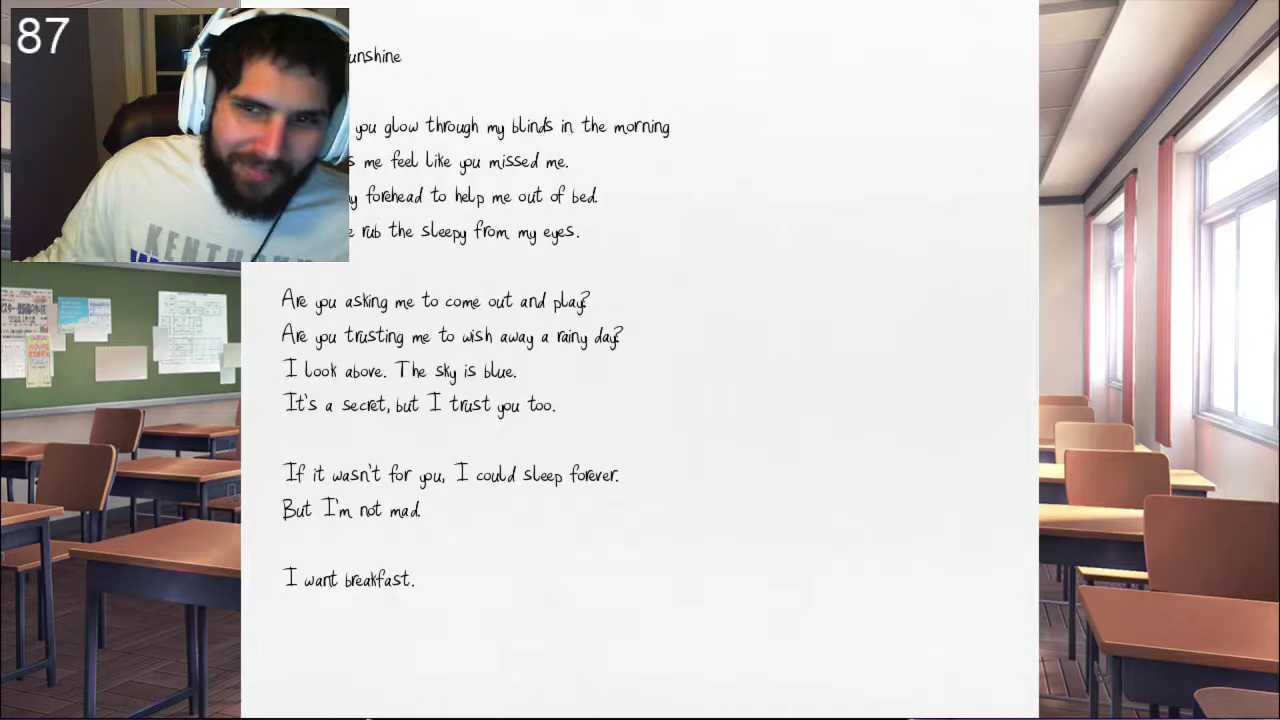 87
unshine
you glow through my blinds in the morning
s me feel like you missed me.
y forehead to help me out of bed.
e rub the sleepy from my eyes.
Are you asking me to come out and play?
Are you trusting me to wish away a rainy day?
I look above. The sky is blue.
It's a secret, but I trust you too.
If it wasn't for you, I could sleep forever.
But I'm not mad.
I want breakfast.
KENTUCKY